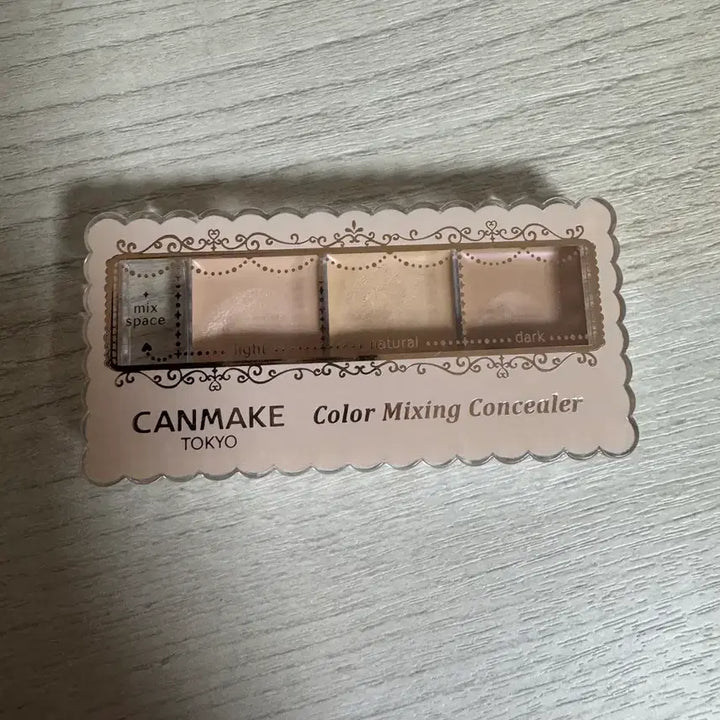 mix
space
light
natural
dark
CANMAKE
TOKYO
Color Mixing Concealer